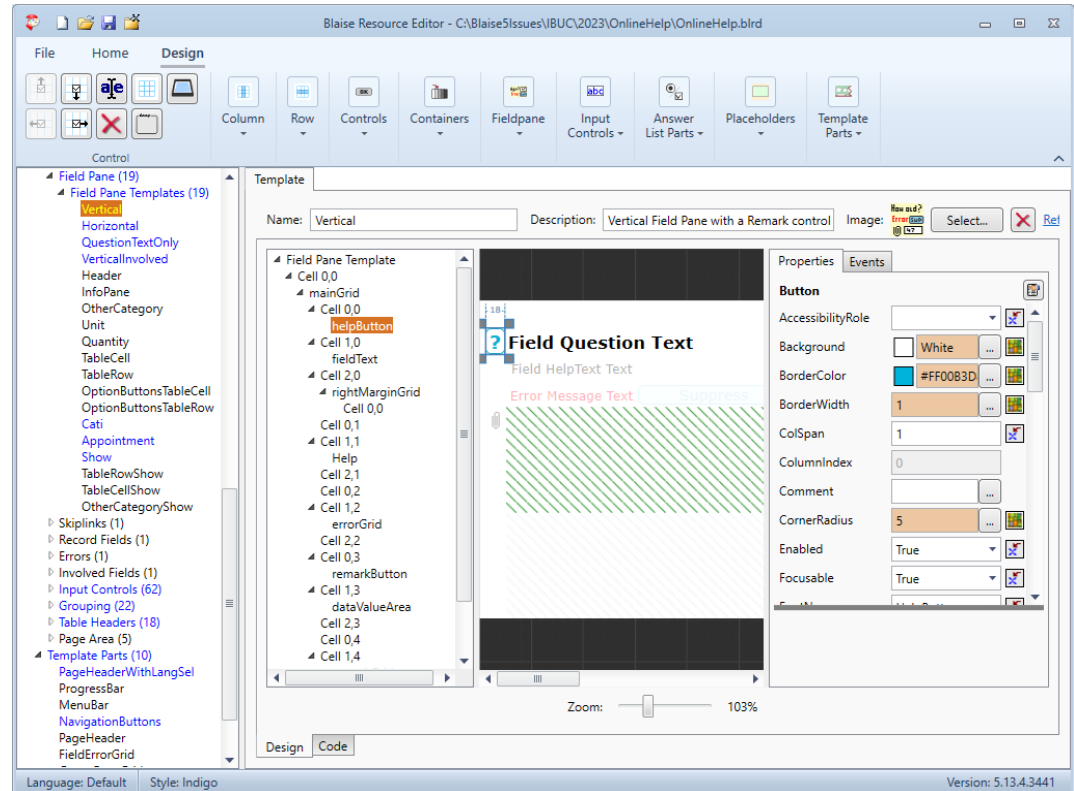 Blaise Resource Editor - C:\Blaise5Issues\IBUC\2023\OnlineHelp\OnlineHelp.blrd
File Home Design
Column Row Controls Containers Fieldpane Input Controls Answer List Parts Placeholders Template Parts
Control
Field Pane (19)
Field Pane Templates (19)
Vertical
Horizontal
QuestionTextOnly
VerticalInvolved
Header
InfoPane
OtherCategory
Unit
Quantity
TableCell
TableRow
OptionButtonsTableCell
OptionButtonsTableRow
Cati
Appointment
Show
TableRowShow
TableCellShow
OtherCategoryShow
Skiplinks (1)
Record Fields (1)
Errors (1)
Involved Fields (1)
Input Controls (62)
Grouping (22)
Table Headers (18)
Page Area (5)
Template Parts (10)
PageHeaderWithLangSel
ProgressBar
MenuBar
NavigationButtons
PageHeader
FieldErrorGrid
Template
Name: Vertical Description: Vertical Field Pane with a Remark control Image: Select... Ref
Field Pane Template
Cell 0,0
mainGrid
Cell 0,0
helpButton
Cell 1,0
fieldText
Cell 2,0
rightMarginGrid
Cell 0,0
Cell 0,1
Cell 1,1
Help
Cell 2,1
Cell 0,2
Cell 1,2
errorGrid
Cell 2,2
Cell 0,3
remarkButton
Cell 1,3
dataValueArea
Cell 2,3
Cell 0,4
Cell 1,4
18
? Field Question Text
Field HelpText Text
Error Message Text Suppress
Zoom: 103%
Properties Events
Button
AccessibilityRole
Background White ...
BorderColor #FF00B3D ...
BorderWidth 1 ...
ColSpan 1
ColumnIndex 0
Comment ...
CornerRadius 5 ...
Enabled True
Focusable True
Design Code
Language: Default Style: Indigo Version: 5.13.4.3441